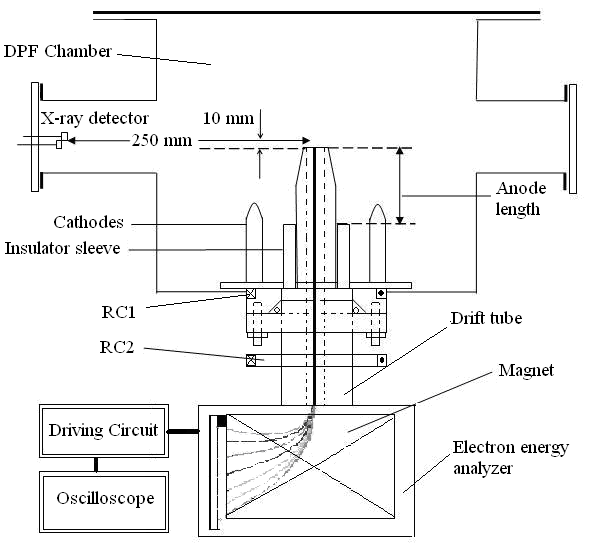 DPF Chamber
X-ray detector
10 mm
250 mm
Anode
length
Cathodes
Insulator sleeve
RC1
Drift tube
RC2
Magnet
Driving Circuit
Electron energy
analyzer
Oscilloscope